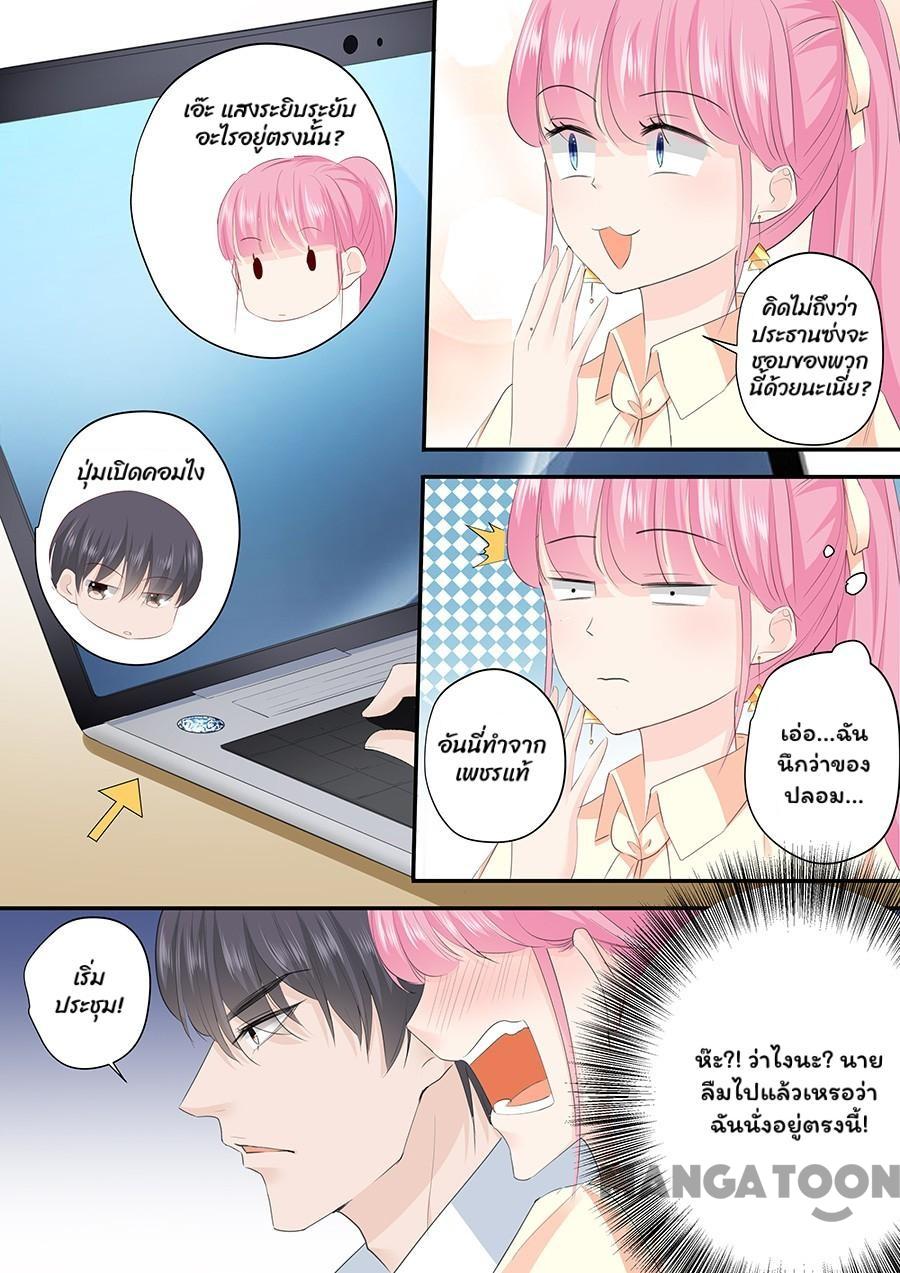 เอ๊ะ แสงระยิบระยับ
อะไรอยู่ตรงนั้น?
ปุ่มเปิดคอมไง
คิดไม่ถึงว่า
ประธานซ่งจะ
ชอบของพวก
นี้ด้วยนะเนี่ย?
อันนี่ทำจาก
เพชรแท้
เอ่อ...ฉัน
นึกว่าของ
ปลอม...
เริ่ม
ประชุม!
ห๊ะ?! ว่าไงนะ? นาย
ลืมไปแล้วเหรอว่า
ฉันนั่งอยู่ตรงนี้!
MANGATOON